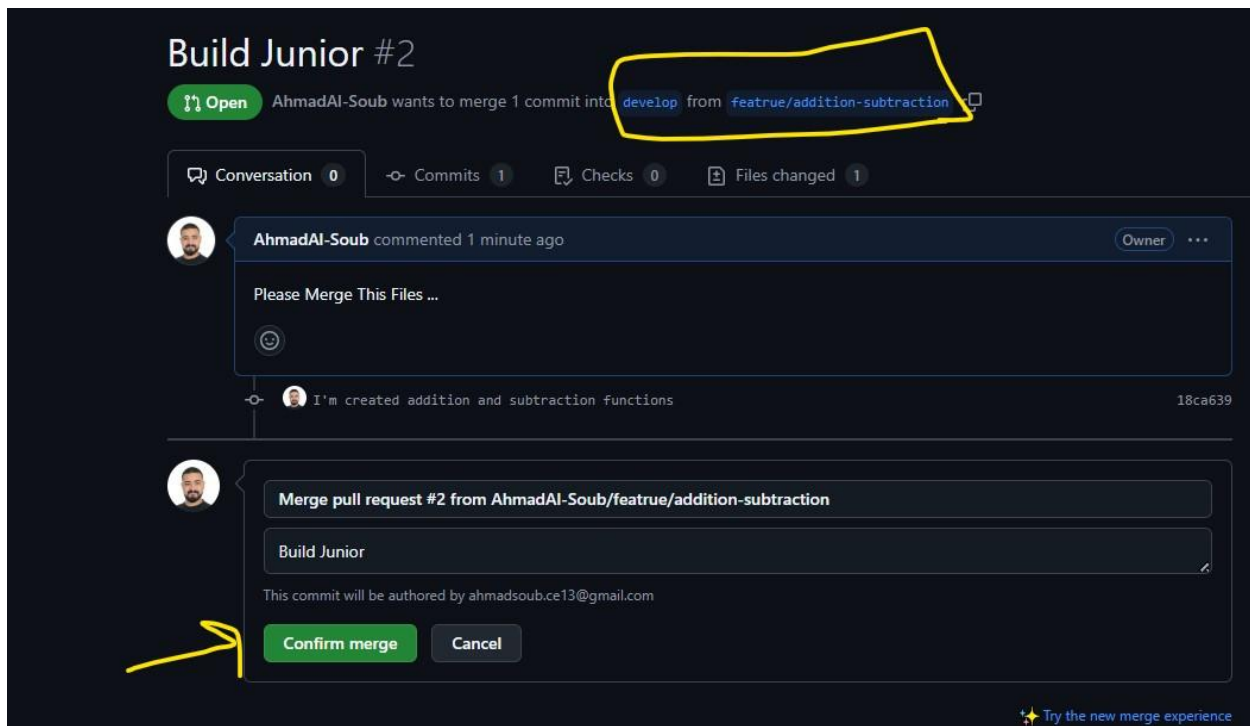 Build Junior #2
Open AhmadAl-Soub wants to merge 1 commit into develop from featrue/addition-subtraction
Conversation 0 Commits 1 Checks 0 Files changed 1
AhmadAl-Soub commented 1 minute ago Owner
Please Merge This Files ...
I'm created addition and subtraction functions 18ca639
Merge pull request #2 from AhmadAl-Soub/featrue/addition-subtraction
Build Junior
This commit will be authored by ahmadsoub.ce13@gmail.com
Confirm merge Cancel
Try the new merge experience